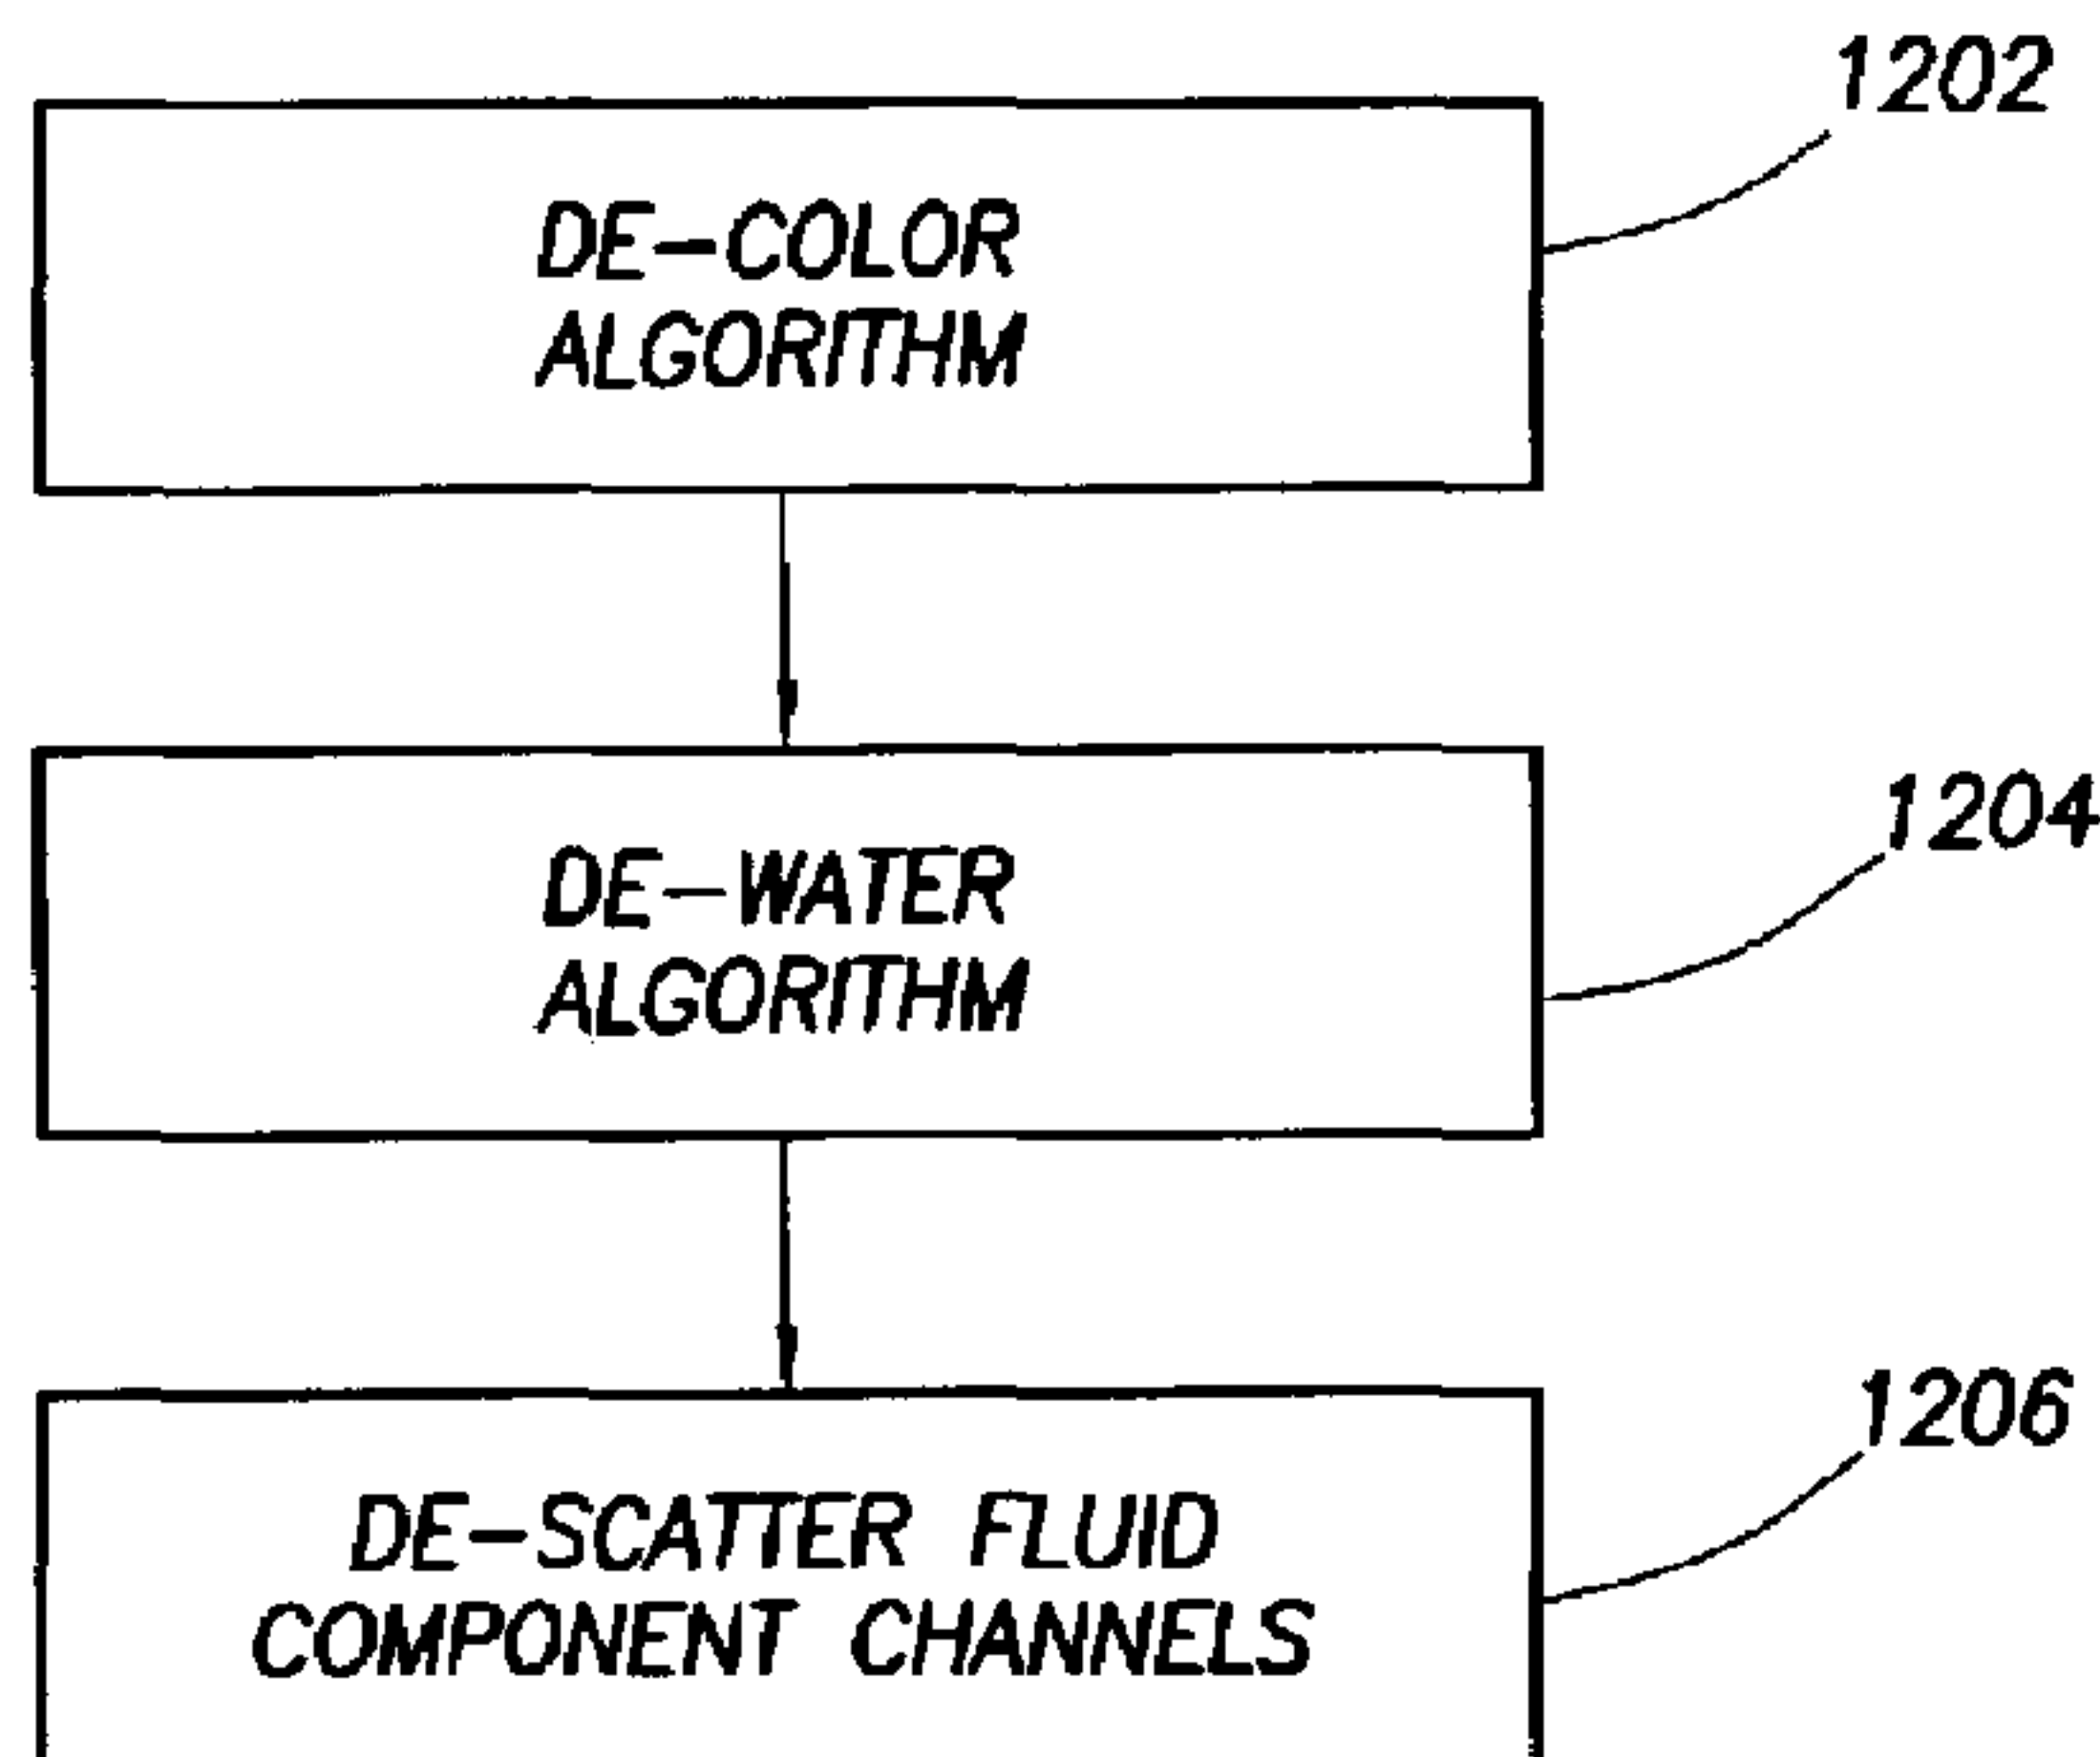 1202
DE-COLOR
ALGORITHM
1204
DE-WATER
ALGORITHM
1206
DE-SCATTER FLUID
COMPONENT CHANNELS